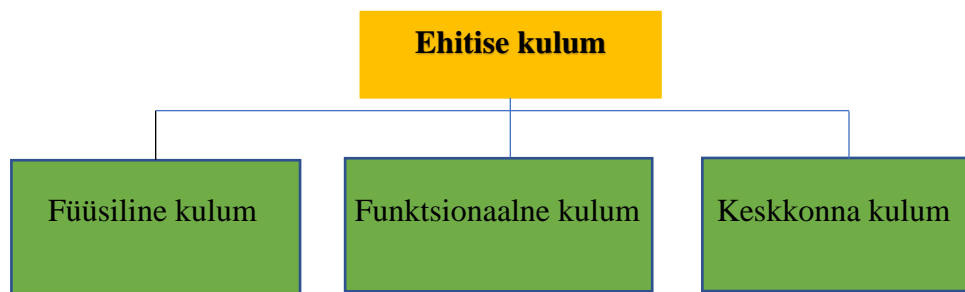 Ehitise kulum
Füüsiline kulum
Funktsionaalne kulum
Keskkonna kulum